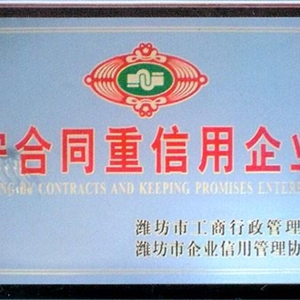 守合同重信用企业
CONTRACTS AND KEEPING PROMISES
潍坊市工商行政管理
潍坊市企业信用管理协